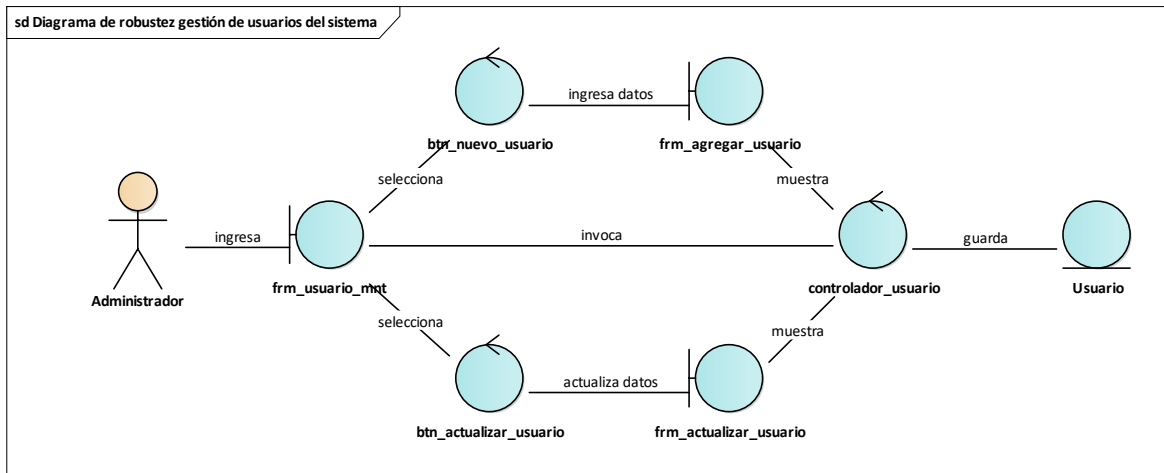 sd Diagrama de robustez gestión de usuarios del sistema
ingresa datos
btn_nuevo_usuario
frm_agregar_usuario
selecciona
muestra
ingresa
invoca
guarda
frm_usuario_mnt
controlador_usuario
Usuario
Administrador
selecciona
muestra
actualiza datos
btn_actualizar_usuario
frm_actualizar_usuario